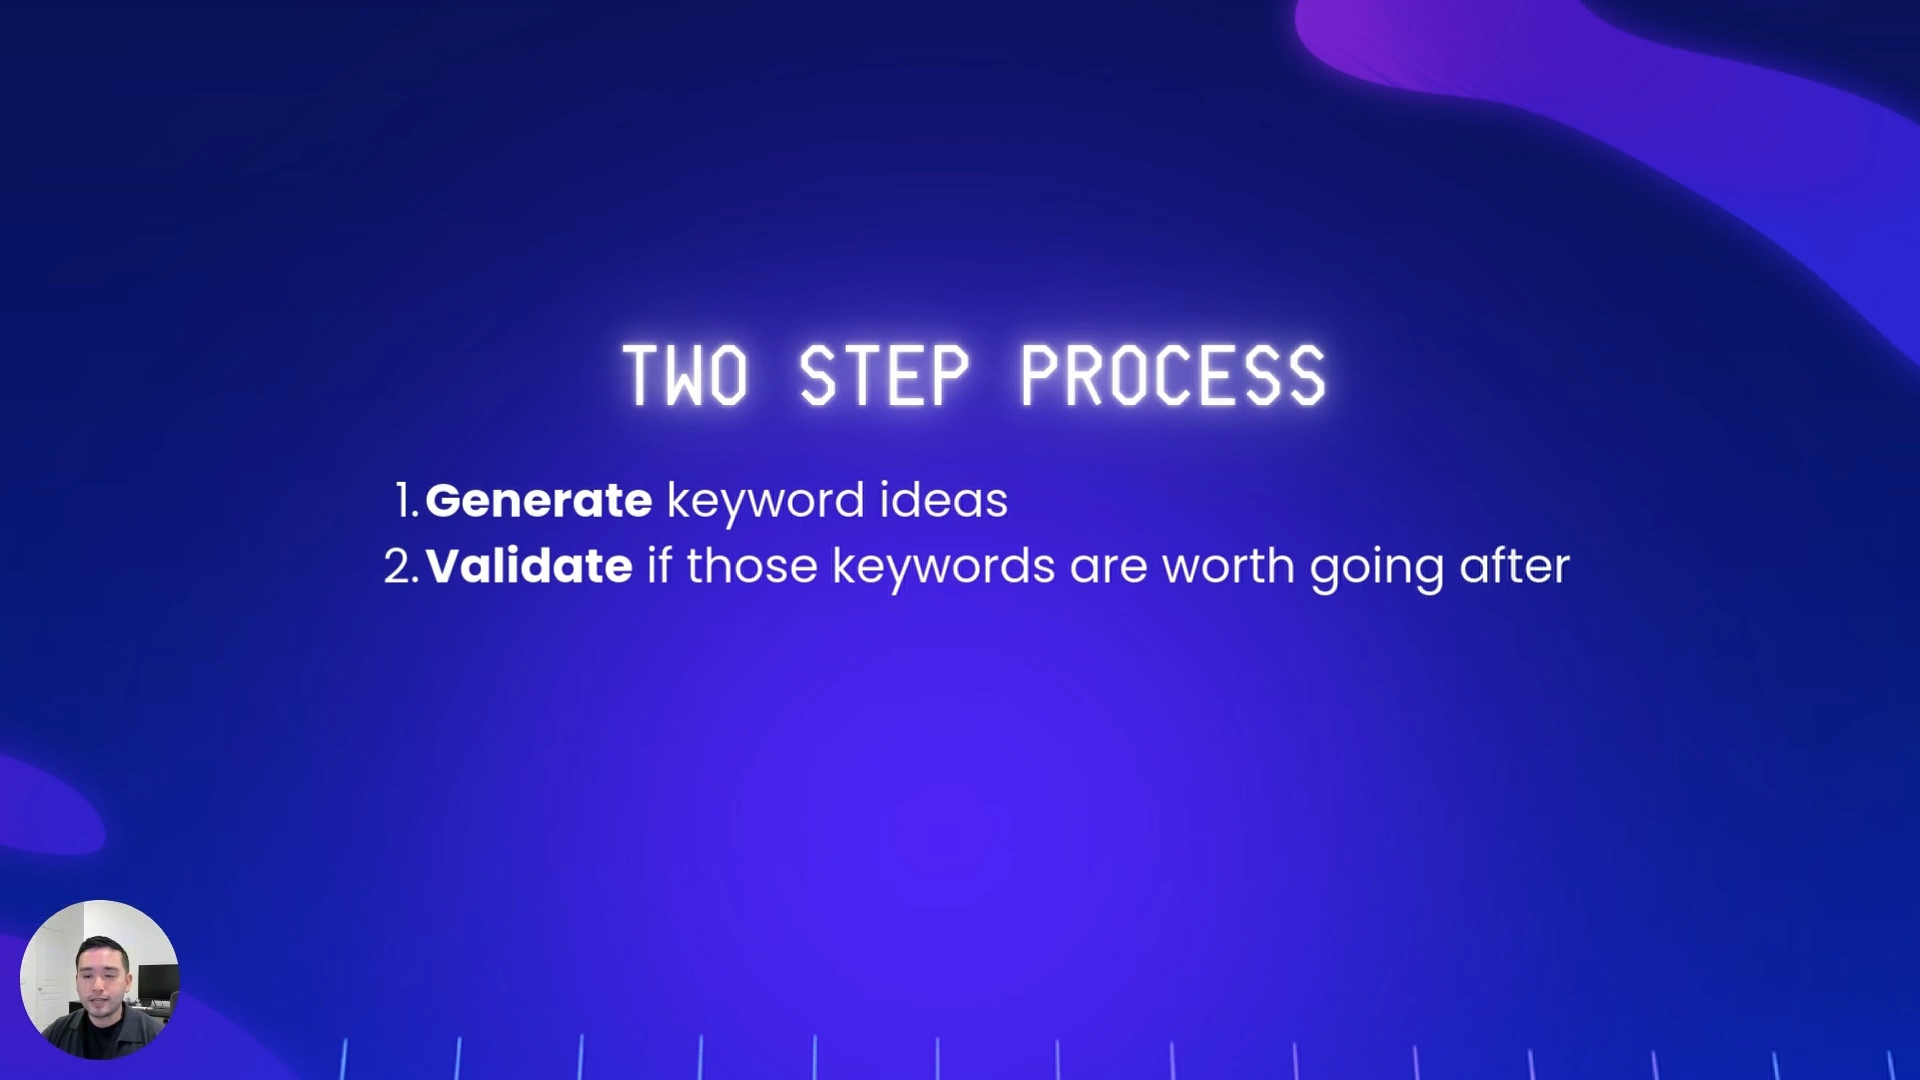 TWO STEP PROCESS
1. Generate keyword ideas
2. Validate if those keywords are worth going after